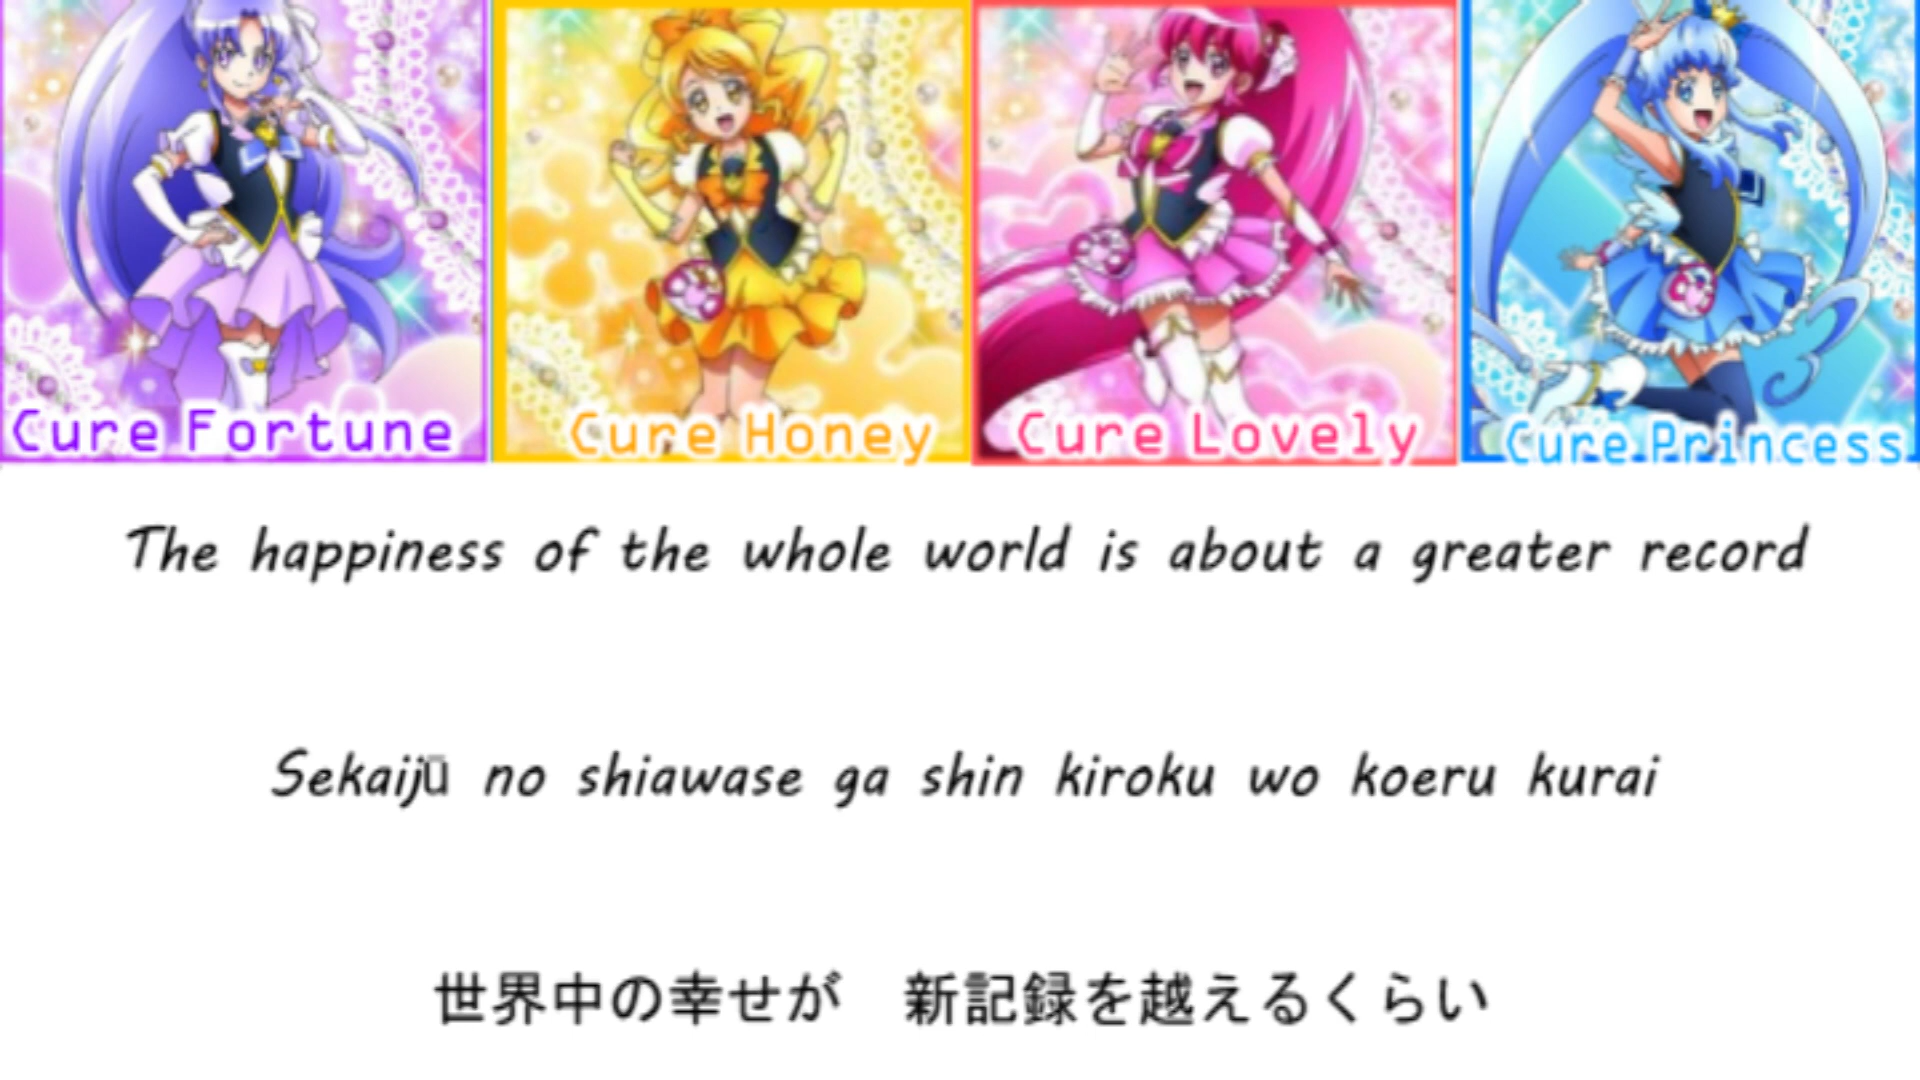 Cure Fortune
Cure Honey
Cure Lovely
Cure Princess
The happiness of the whole world is about a greater record
Sekaijū no shiawase ga shin kiroku wo koeru kurai
世界中の幸せが　新記録を越えるくらい